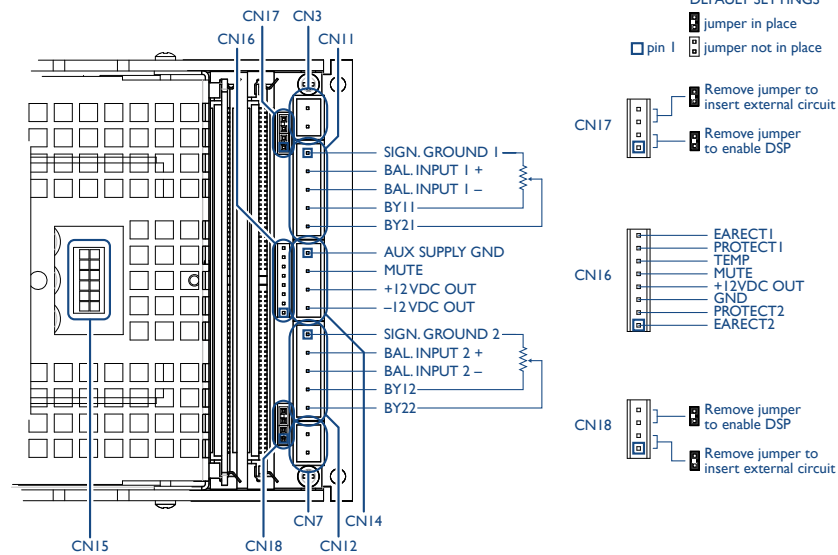 DEFAULT SETTINGS
jumper in place
pin 1
jumper not in place
CN17
CN3
CN16
CN11
SIGN. GROUND 1
BAL. INPUT 1 +
BAL. INPUT 1 –
BY11
BY21
AUX SUPPLY GND
MUTE
+12VDC OUT
–12VDC OUT
SIGN. GROUND 2
BAL. INPUT 2 +
BAL. INPUT 2 –
BY12
BY22
CN7
CN14
CN15
CN18
CN12
CN17
Remove jumper to
insert external circuit
Remove jumper
to enable DSP
CN16
EARECT1
PROTECT1
TEMP
MUTE
+12VDC OUT
GND
PROTECT2
EARECT2
CN18
Remove jumper
to enable DSP
Remove jumper to
insert external circuit